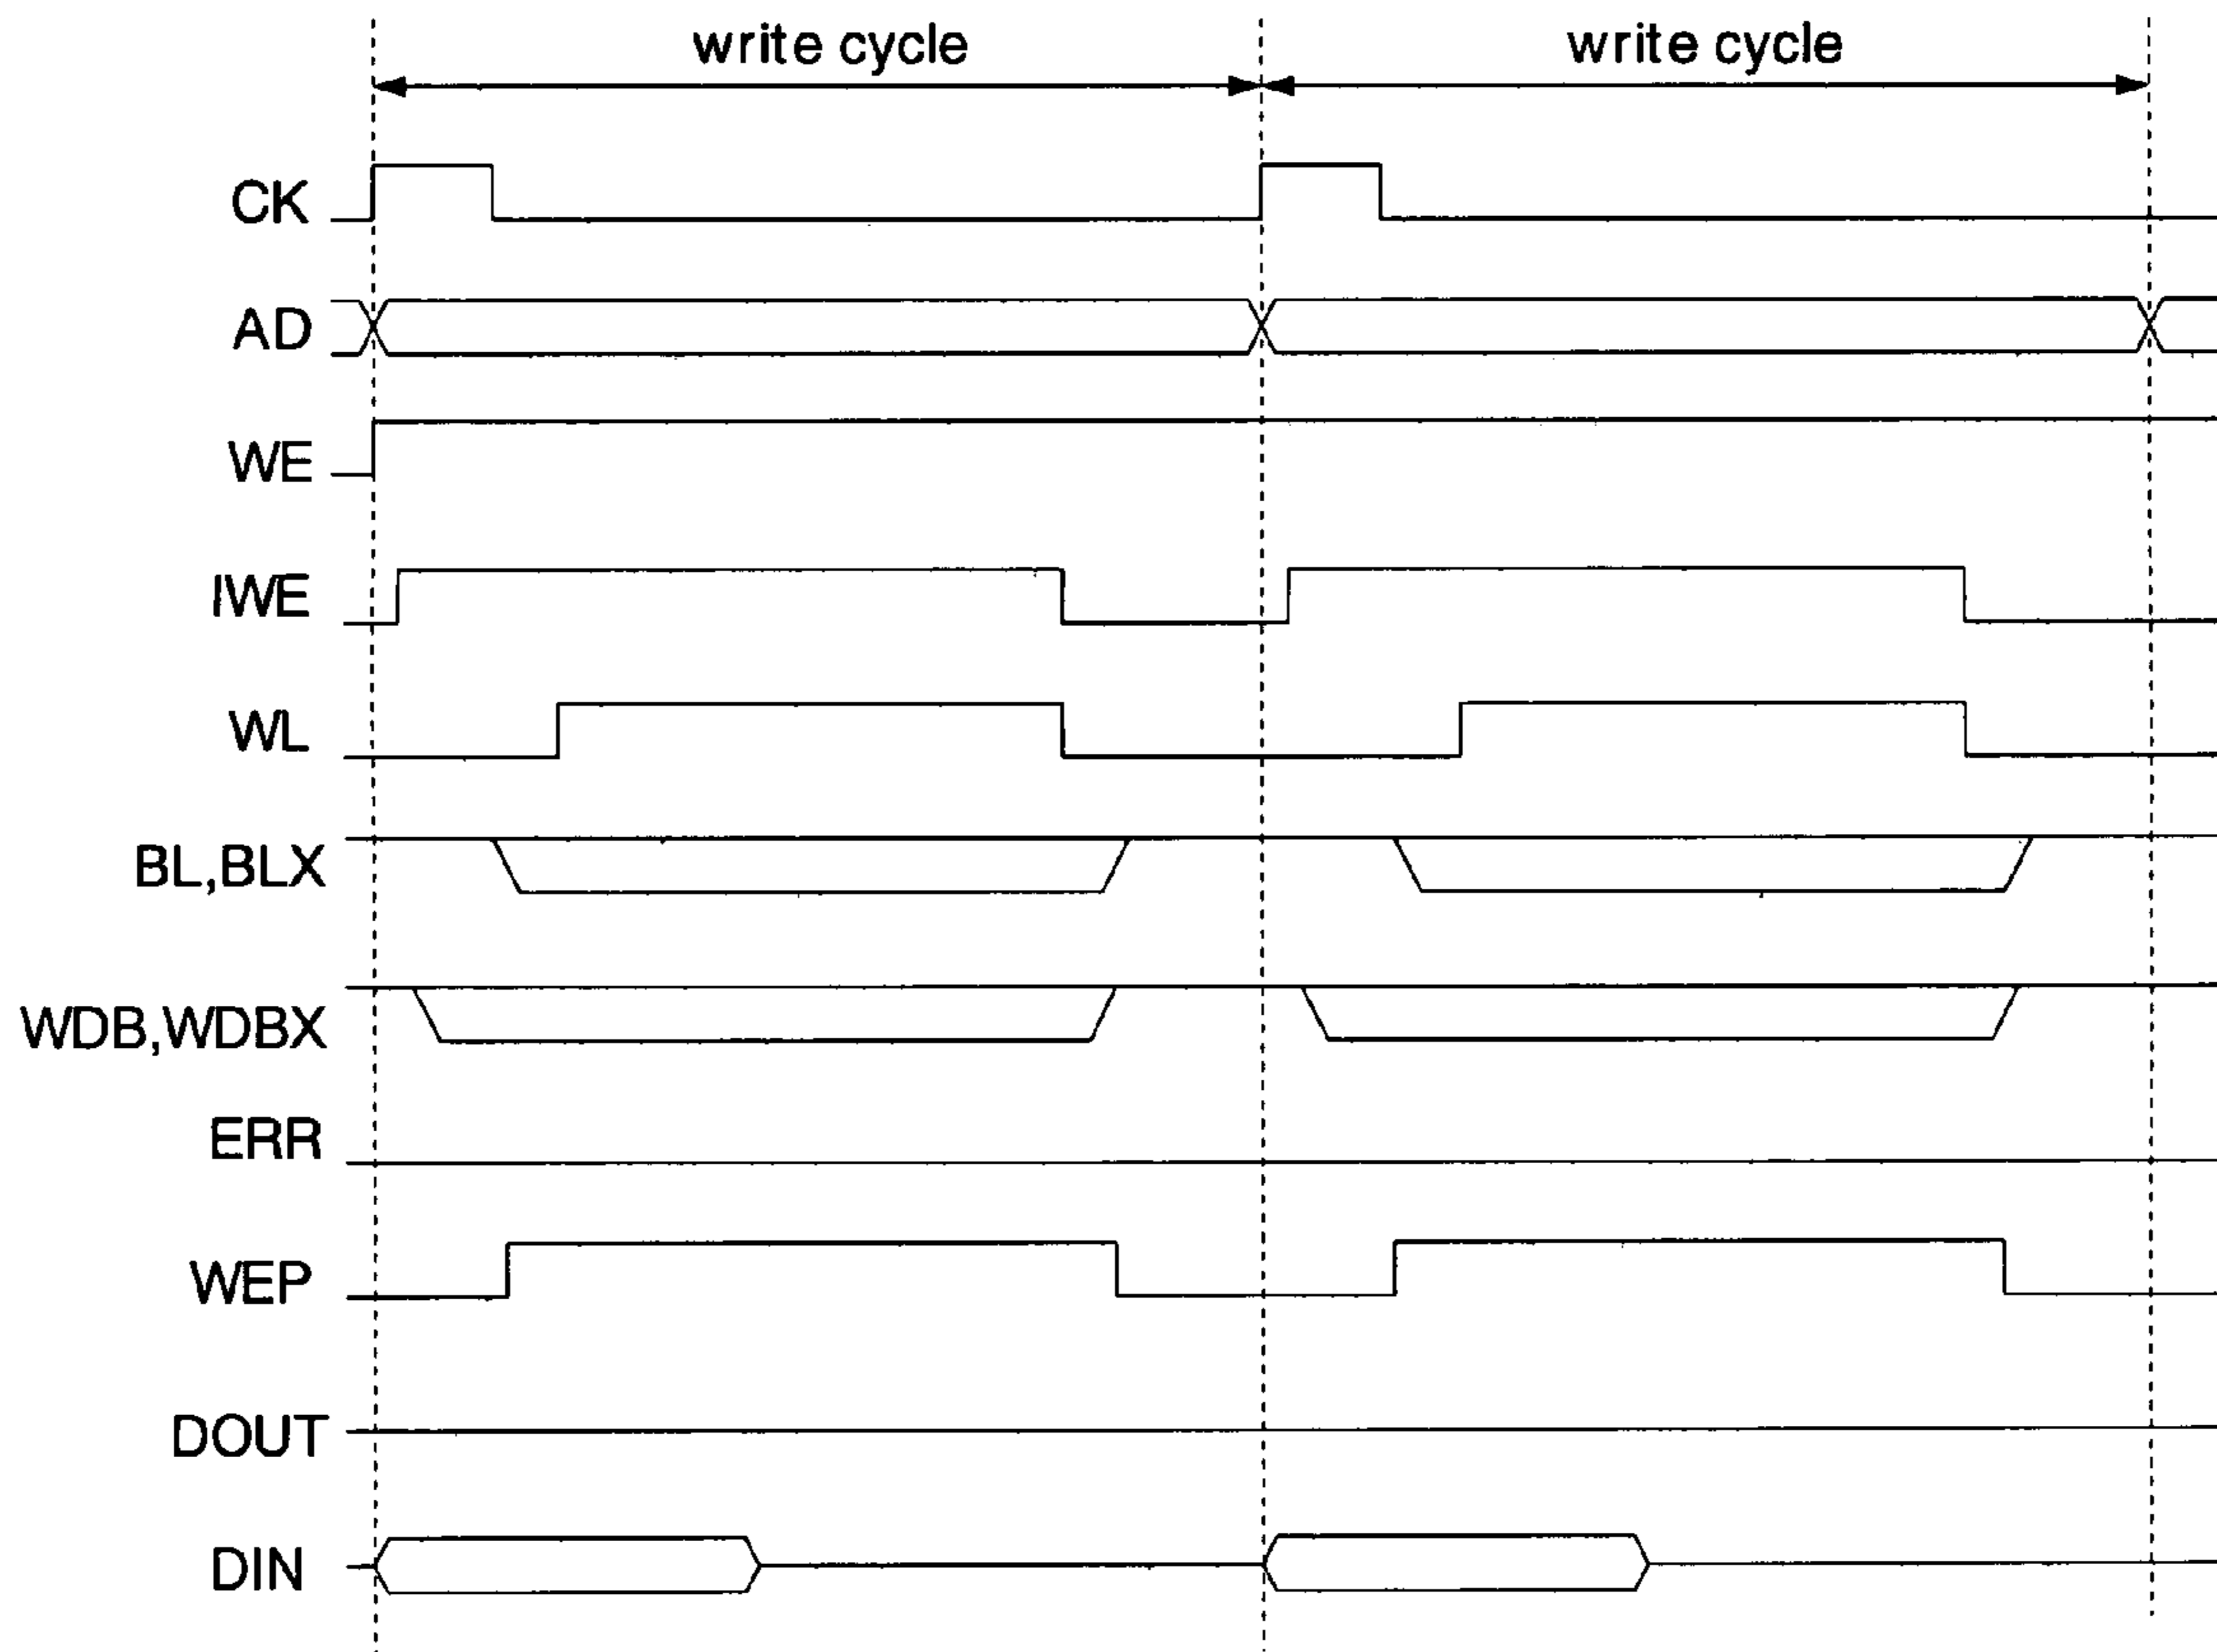 write cycle write cycle
CK
AD
WE
IWE
WL
BL,BLX
WDB,WDBX
ERR
WEP
DOUT
DIN